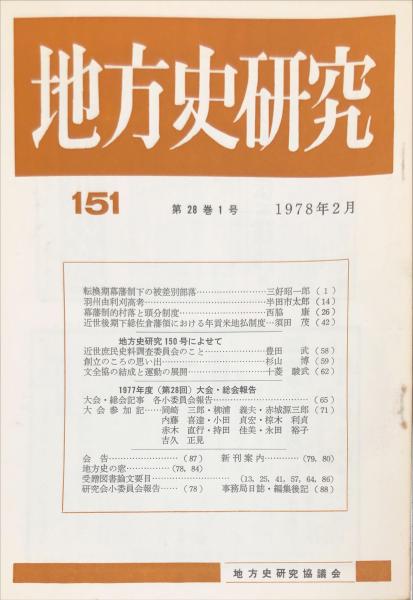 地方史研究
151 第28巻1号 1978年2月
転換期幕藩制下の被差別部落……………………三好昭一郎（1）
羽州由利刈高考……………………半田市太郎（14）
幕藩制的村落と頭分制度……………………西脇 康（26）
近世後期下総佐倉藩領における年貢米地払制度…須田 茂（42）
地方史研究150号によせて
近世庶民史料調査委員会のこと……………豊田 武（58）
創立のころの思い出……………杉山 博（59）
文全協の結成と運動の展開……………十菱 駿武（62）
1977年度（第28回）大会・総会報告
大会・総会記事 各小委員会報告……………………（65）
大会参加記……岡崎 三郎・柳浦 義夫・赤城源三郎（71）
内藤 喜達・小田 貞宏・椋木 利貞
赤木 直行・持田 佳美・永田 裕子
吉久 正見
会告……………（87） 新刊案内……………（79, 80）
地方史の窓……………（78, 84）
受贈図書論文要目……………………（13, 25, 41, 57, 64, 86）
研究会小委員会報告……（78） 事務局日誌・編集後記（88）
地方史研究協議会